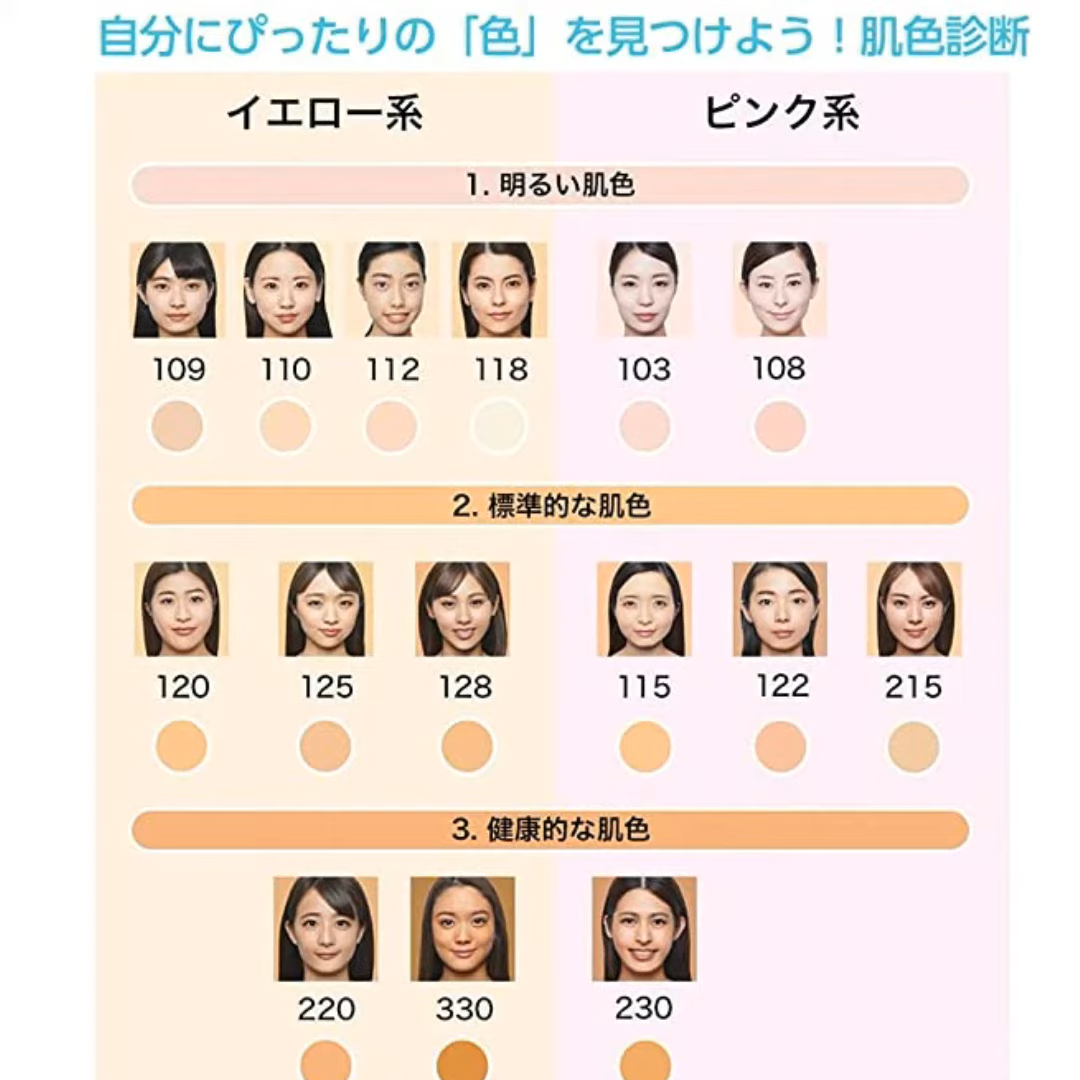 自分にぴったりの「色」を見つけよう！肌色診断
イエロー系
ピンク系
1. 明るい肌色
109 110 112 118 103 108
2. 標準的な肌色
120 125 128 115 122 215
3. 健康的な肌色
220 330 230